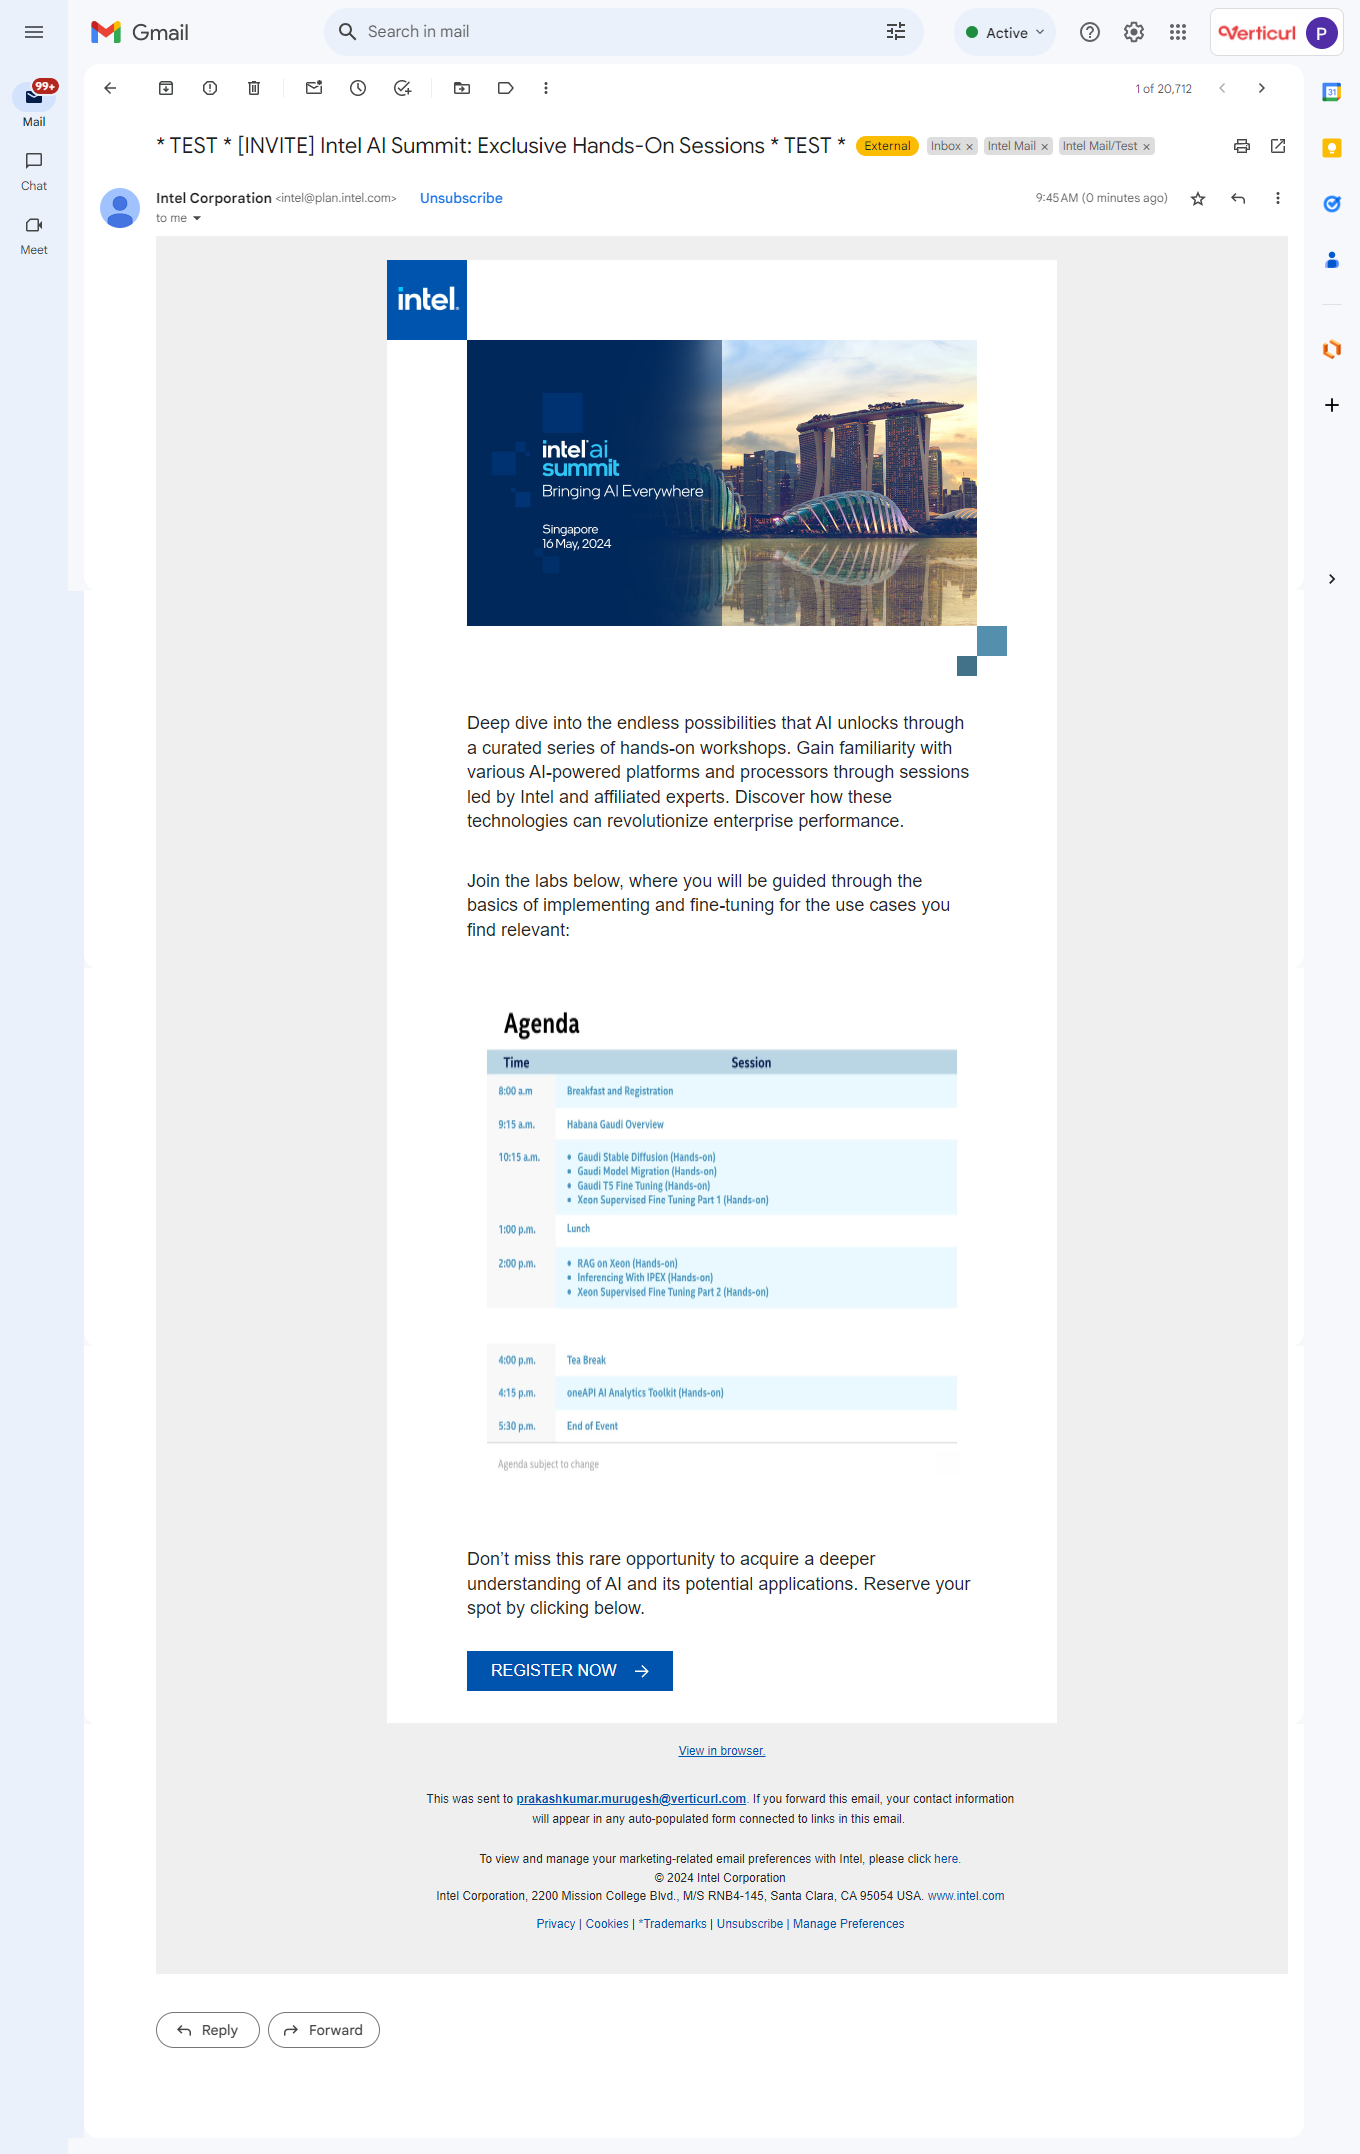 Gmail
Search in mail
Active
Verticurl
P
99+
Mail
Chat
Meet
1 of 20,712
* TEST * [INVITE] Intel AI Summit: Exclusive Hands-On Sessions * TEST *
External
Inbox ×
Intel Mail ×
Intel Mail/Test ×
Intel Corporation <intel@plan.intel.com>
Unsubscribe
9:45 AM (0 minutes ago)
to me
31
intel.
intel ai
summit
Bringing AI Everywhere
Singapore
16 May, 2024
Deep dive into the endless possibilities that AI unlocks through
a curated series of hands-on workshops. Gain familiarity with
various AI-powered platforms and processors through sessions
led by Intel and affiliated experts. Discover how these
technologies can revolutionize enterprise performance.
Join the labs below, where you will be guided through the
basics of implementing and fine-tuning for the use cases you
find relevant:
Agenda
Time Session
8:00 a.m Breakfast and Registration
9:15 a.m. Habana Gaudi Overview
10:15 a.m. • Gaudi Stable Diffusion (Hands-on)
• Gaudi Model Migration (Hands-on)
• Gaudi T5 Fine Tuning (Hands-on)
• Xeon Supervised Fine Tuning Part 1 (Hands-on)
1:00 p.m. Lunch
2:00 p.m. • RAG on Xeon (Hands-on)
• Inferencing With IPEX (Hands-on)
• Xeon Supervised Fine Tuning Part 2 (Hands-on)
4:00 p.m. Tea Break
4:15 p.m. oneAPI AI Analytics Toolkit (Hands-on)
5:30 p.m. End of Event
Agenda subject to change
Don't miss this rare opportunity to acquire a deeper
understanding of AI and its potential applications. Reserve your
spot by clicking below.
REGISTER NOW →
View in browser.
This was sent to prakashkumar.murugesh@verticurl.com. If you forward this email, your contact information
will appear in any auto-populated form connected to links in this email.
To view and manage your marketing-related email preferences with Intel, please click here.
© 2024 Intel Corporation
Intel Corporation, 2200 Mission College Blvd., M/S RNB4-145, Santa Clara, CA 95054 USA. www.intel.com
Privacy | Cookies | *Trademarks | Unsubscribe | Manage Preferences
Reply
Forward